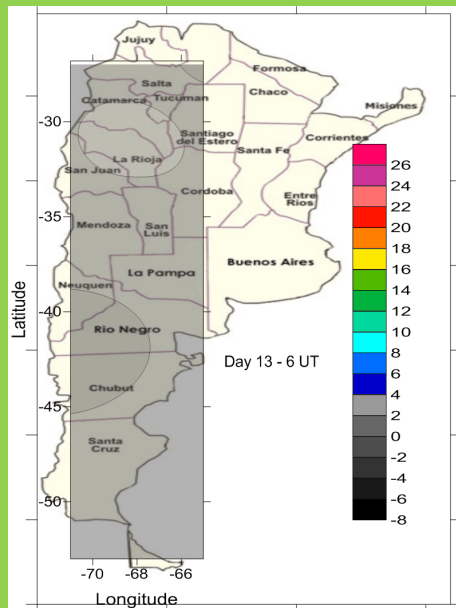 Jujuy
Formosa
Salta
Chaco
Catamarca
Tucuman
Misiones
-30
Santiago
del Estero
Corrientes
Santa Fe
La Rioja
San Juan
26
24
Cordoba
Entre
Rios
22
-35
Mendoza
San
Luis
20
18
Buenos Aires
La Pampa
16
Neuquen
14
Latitude
-40
12
Rio Negro
10
Day 13 - 6 UT
8
Chubut
6
4
-45
2
Santa
Cruz
0
-2
-4
-50
-6
-8
-70
-68
-66
Longitude